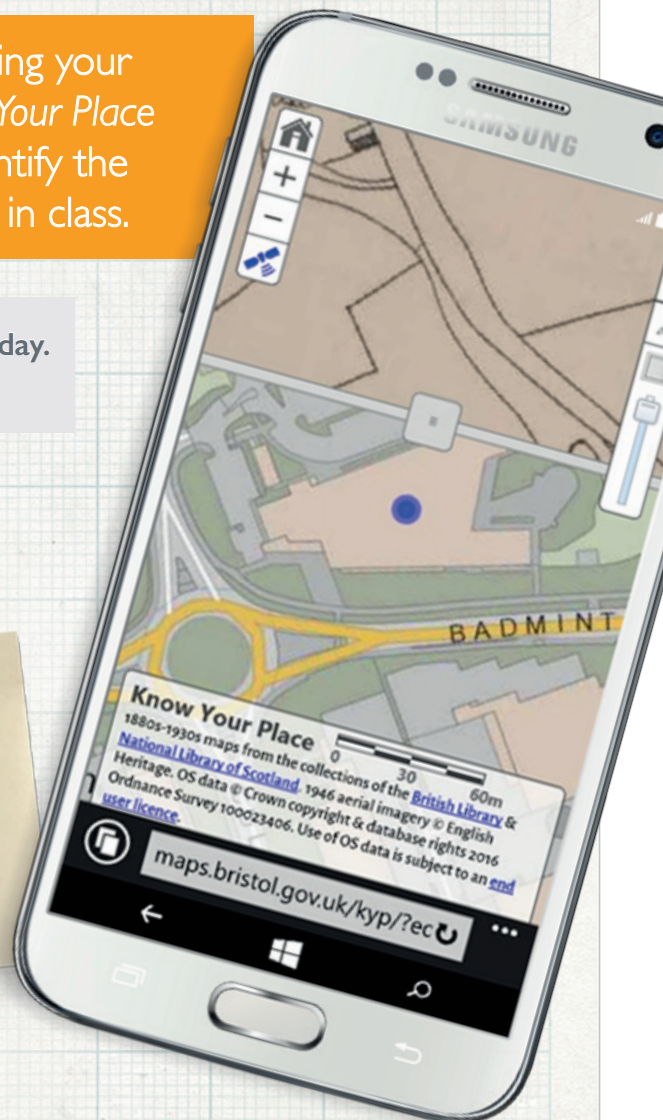 ing your
Your Place
ntify the
in class.
day.
SAMSUNG
BADMINT
Know Your Place
0 30 60m
1880s-1930s maps from the collections of the British Library &
National Library of Scotland. 1946 aerial imagery © English
Heritage. OS data © Crown copyright & database rights 2016
Ordnance Survey 100023406. Use of OS data is subject to an end
user licence.
maps.bristol.gov.uk/kyp/?ec